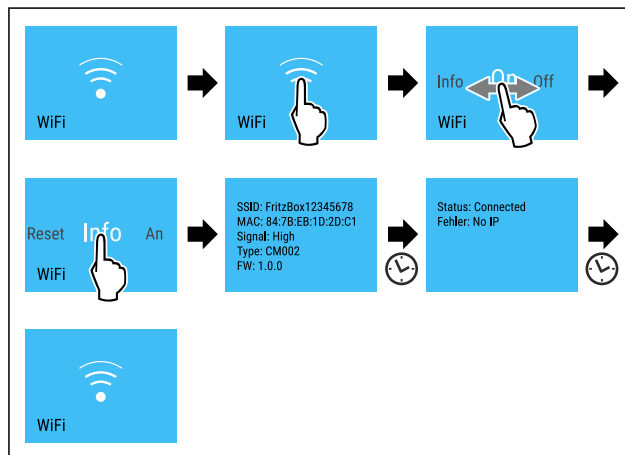 WiFi
WiFi
Info On Off
WiFi
Reset Info An
WiFi
SSID: FritzBox12345678
MAC: 84:7B:EB:1D:2D:C1
Signal: High
Type: CM002
FW: 1.0.0
Status: Connected
Fehler: No IP
WiFi